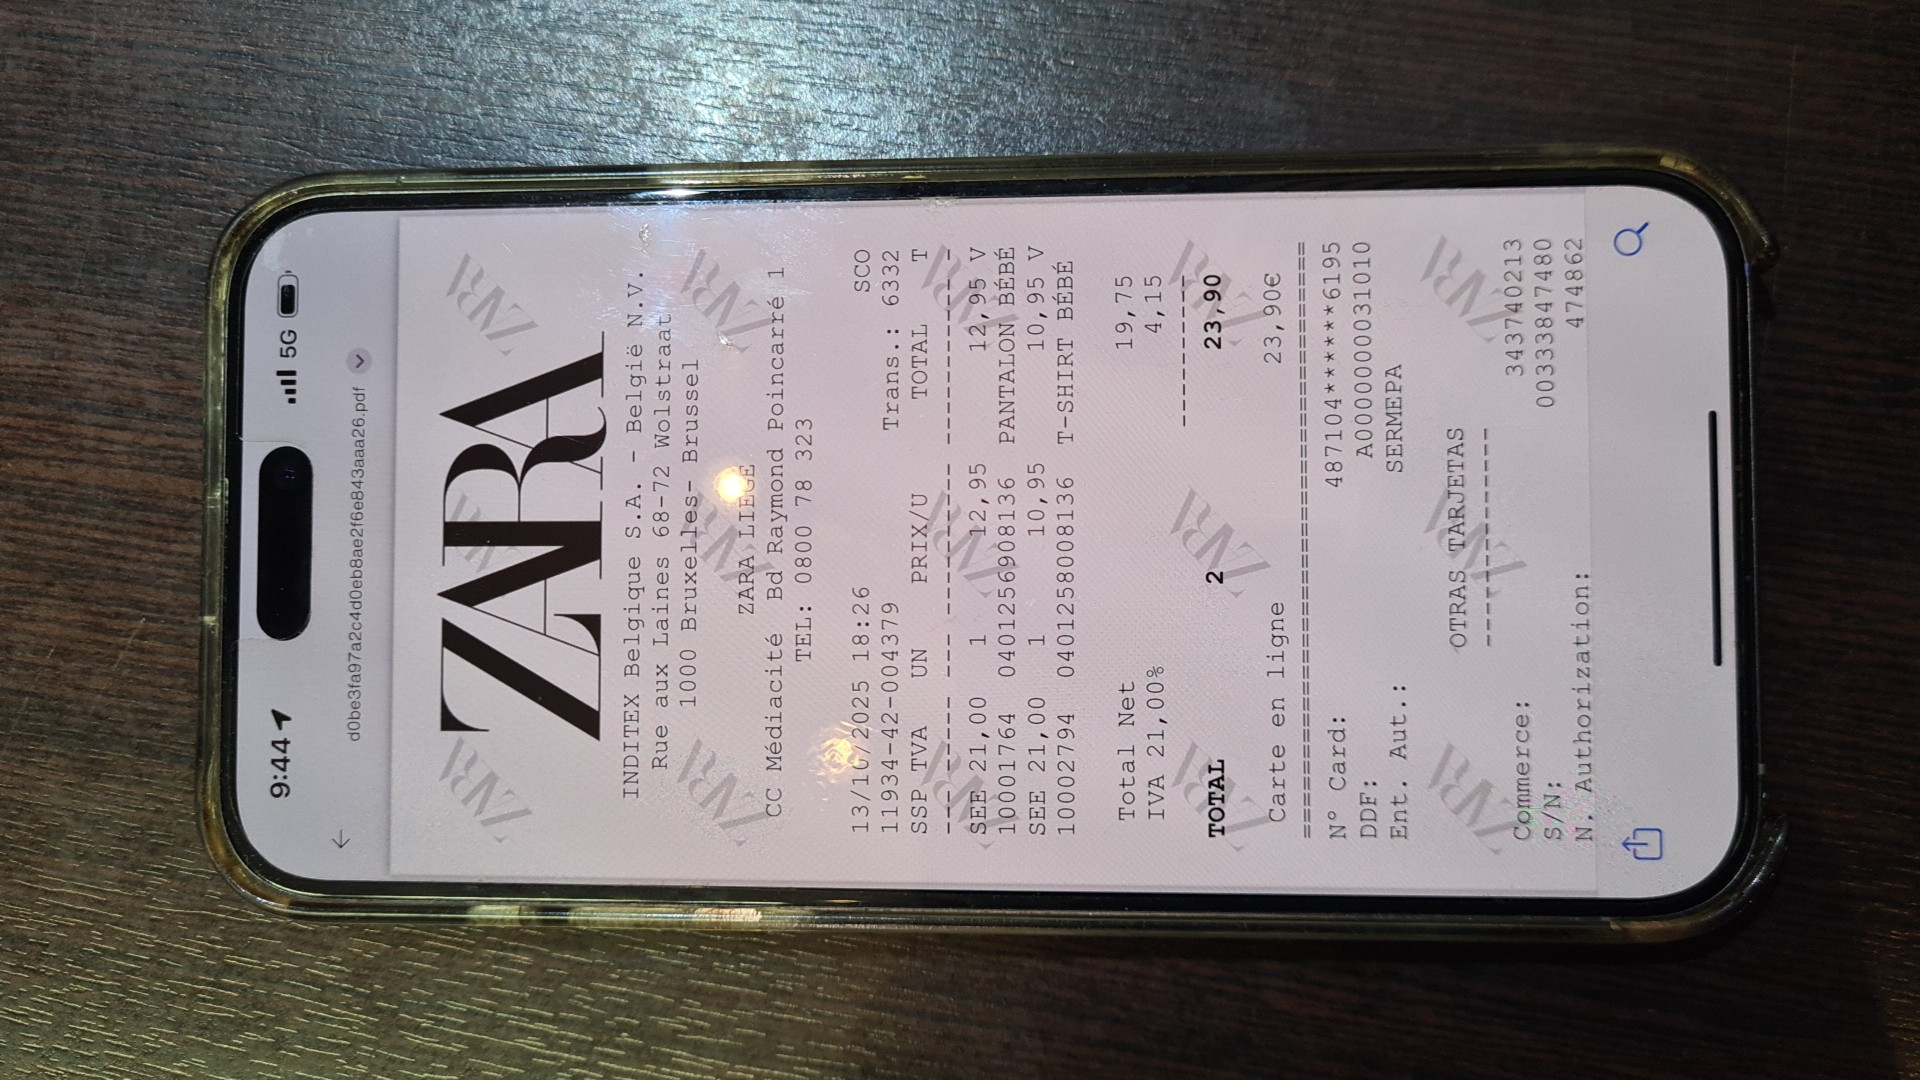 9:44
5G
d0be3fa97a2c4d0eb8ae2f6e843aaa26.pdf
ZARA
INDITEX Belgique S.A. - België N.V.
Rue aux Laines 68-72 Wolstraat
1000 Bruxelles- Brussel
ZARA LIEGE
CC Médiacité Bd Raymond Poincarré 1
TEL: 0800 78 323
13/10/2025 18:26 SCO
11934-42-004379 Trans.: 6332
SSP TVA UN PRIX/U TOTAL T
SEE 21,00 1 12,95 12,95 V
100001764 0401256908136 PANTALON BÉBÉ
SEE 21,00 1 10,95 10,95 V
100002794 0401258008136 T-SHIRT BÉBÉ
Total Net 19,75
IVA 21,00% 4,15
TOTAL 2 23,90
Carte en ligne 23,90€
N° Card: 487104******6195
DDF: A0000000031010
Ent. Aut.: SERMEPA
OTRAS TARJETAS
Commerce: 343740213
S/N: 00333847480
N. Authorization: 474862